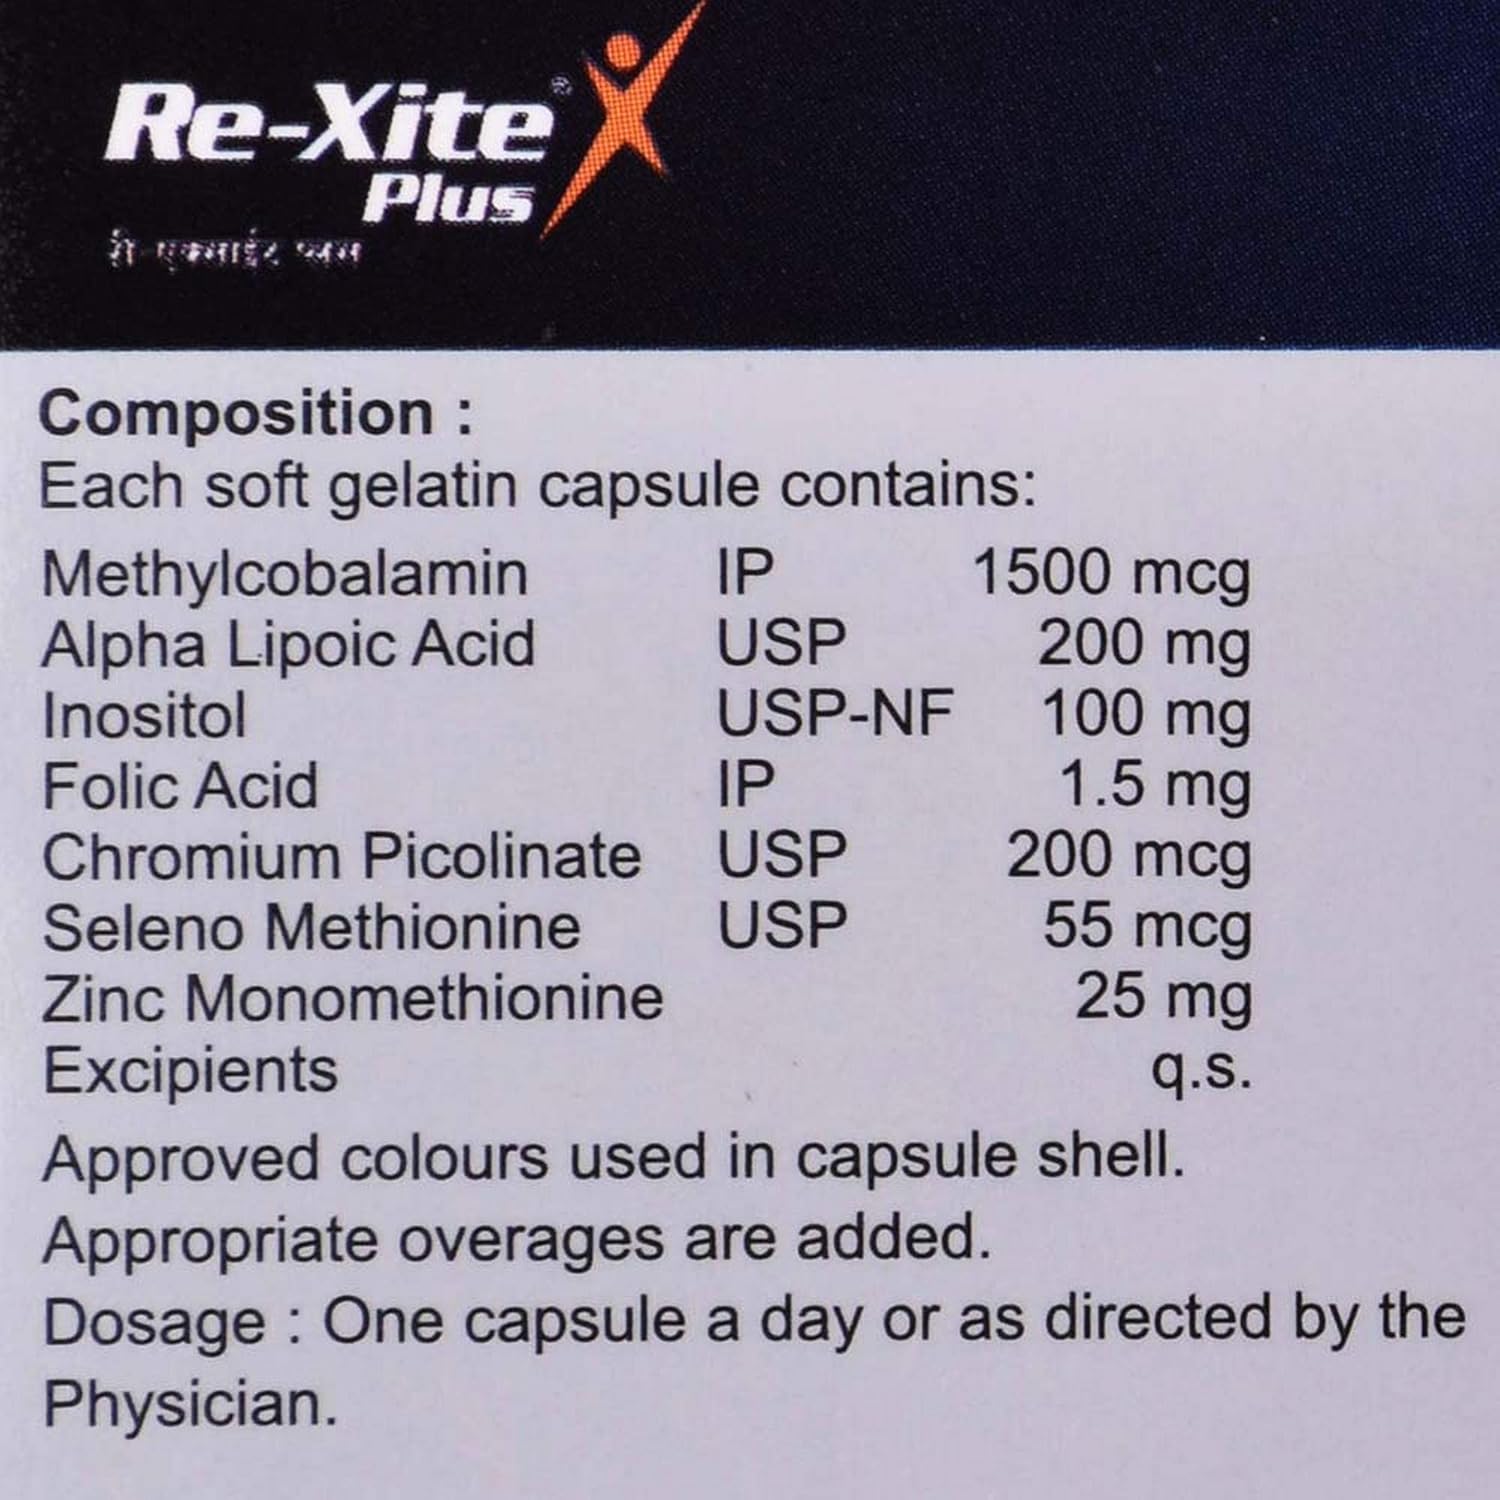 Re-Xite®
Plus
री-एक्साईट प्लस
Composition :
Each soft gelatin capsule contains:
Methylcobalamin IP 1500 mcg
Alpha Lipoic Acid USP 200 mg
Inositol USP-NF 100 mg
Folic Acid IP 1.5 mg
Chromium Picolinate USP 200 mcg
Seleno Methionine USP 55 mcg
Zinc Monomethionine 25 mg
Excipients q.s.
Approved colours used in capsule shell.
Appropriate overages are added.
Dosage : One capsule a day or as directed by the
Physician.